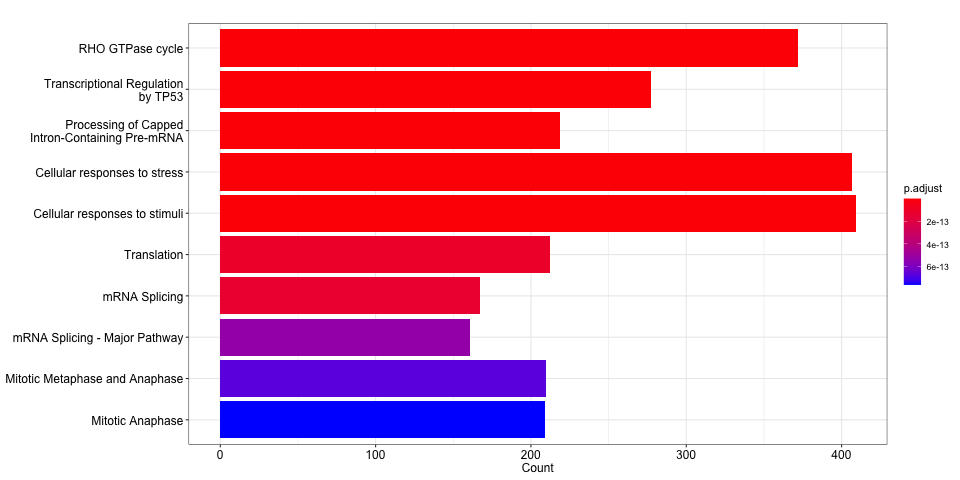 RHO GTPase cycle
Transcriptional Regulation
by TP53
Processing of Capped
Intron-Containing Pre-mRNA
Cellular responses to stress
Cellular responses to stimuli
Translation
mRNA Splicing
mRNA Splicing - Major Pathway
Mitotic Metaphase and Anaphase
Mitotic Anaphase
0 100 200 300 400
Count
p.adjust
2e-13
4e-13
6e-13